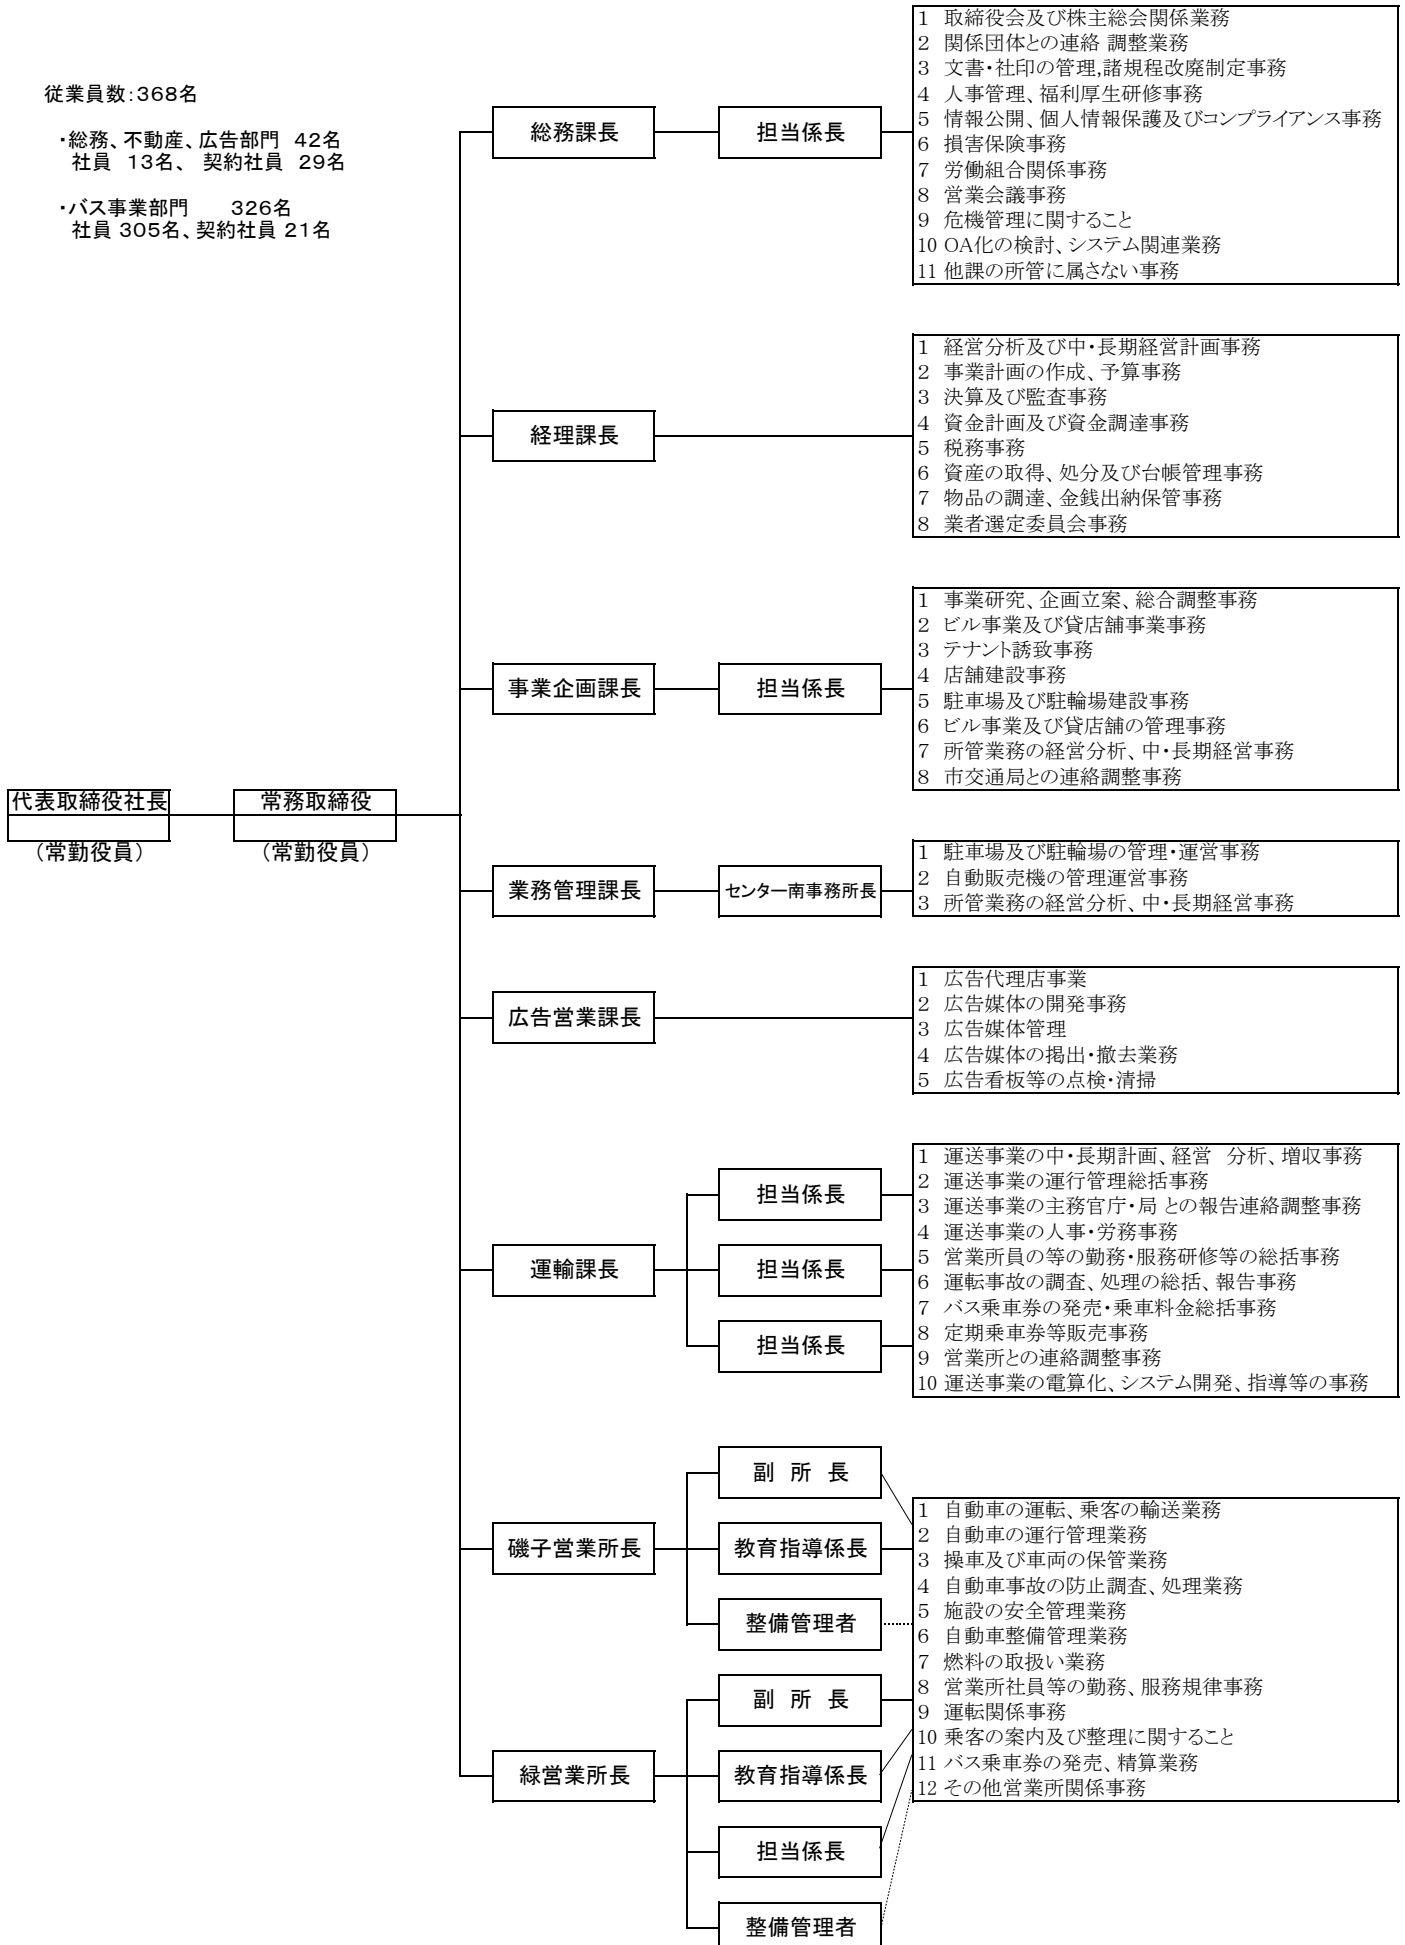 従業員数:368名
・総務、不動産、広告部門　42名
社員　13名、　契約社員　29名
・バス事業部門　　326名
社員 305名、契約社員 21名
代表取締役社長
(常勤役員)
常務取締役
(常勤役員)
総務課長
担当係長
1 取締役会及び株主総会関係業務
2 関係団体との連絡 調整業務
3 文書・社印の管理,諸規程改廃制定事務
4 人事管理、福利厚生研修事務
5 情報公開、個人情報保護及びコンプライアンス事務
6 損害保険事務
7 労働組合関係事務
8 営業会議事務
9 危機管理に関すること
10 OA化の検討、システム関連業務
11 他課の所管に属さない事務
経理課長
1 経営分析及び中・長期経営計画事務
2 事業計画の作成、予算事務
3 決算及び監査事務
4 資金計画及び資金調達事務
5 税務事務
6 資産の取得、処分及び台帳管理事務
7 物品の調達、金銭出納保管事務
8 業者選定委員会事務
事業企画課長
担当係長
1 事業研究、企画立案、総合調整事務
2 ビル事業及び貸店舗事業事務
3 テナント誘致事務
4 店舗建設事務
5 駐車場及び駐輪場建設事務
6 ビル事業及び貸店舗の管理事務
7 所管業務の経営分析、中・長期経営事務
8 市交通局との連絡調整事務
業務管理課長
センター南事務所長
1 駐車場及び駐輪場の管理・運営事務
2 自動販売機の管理運営事務
3 所管業務の経営分析、中・長期経営事務
広告営業課長
1 広告代理店事業
2 広告媒体の開発事務
3 広告媒体管理
4 広告媒体の掲出・撤去業務
5 広告看板等の点検・清掃
運輸課長
担当係長
担当係長
担当係長
1 運送事業の中・長期計画、経営　分析、増収事務
2 運送事業の運行管理総括事務
3 運送事業の主務官庁・局 との報告連絡調整事務
4 運送事業の人事・労務事務
5 営業所員の等の勤務・服務研修等の総括事務
6 運転事故の調査、処理の総括、報告事務
7 バス乗車券の発売・乗車料金総括事務
8 定期乗車券等販売事務
9 営業所との連絡調整事務
10 運送事業の電算化、システム開発、指導等の事務
磯子営業所長
副 所 長
教育指導係長
整備管理者
緑営業所長
副 所 長
教育指導係長
担当係長
整備管理者
1 自動車の運転、乗客の輸送業務
2 自動車の運行管理業務
3 操車及び車両の保管業務
4 自動車事故の防止調査、処理業務
5 施設の安全管理業務
6 自動車整備管理業務
7 燃料の取扱い業務
8 営業所社員等の勤務、服務規律事務
9 運転関係事務
10 乗客の案内及び整理に関すること
11 バス乗車券の発売、精算業務
12 その他営業所関係事務